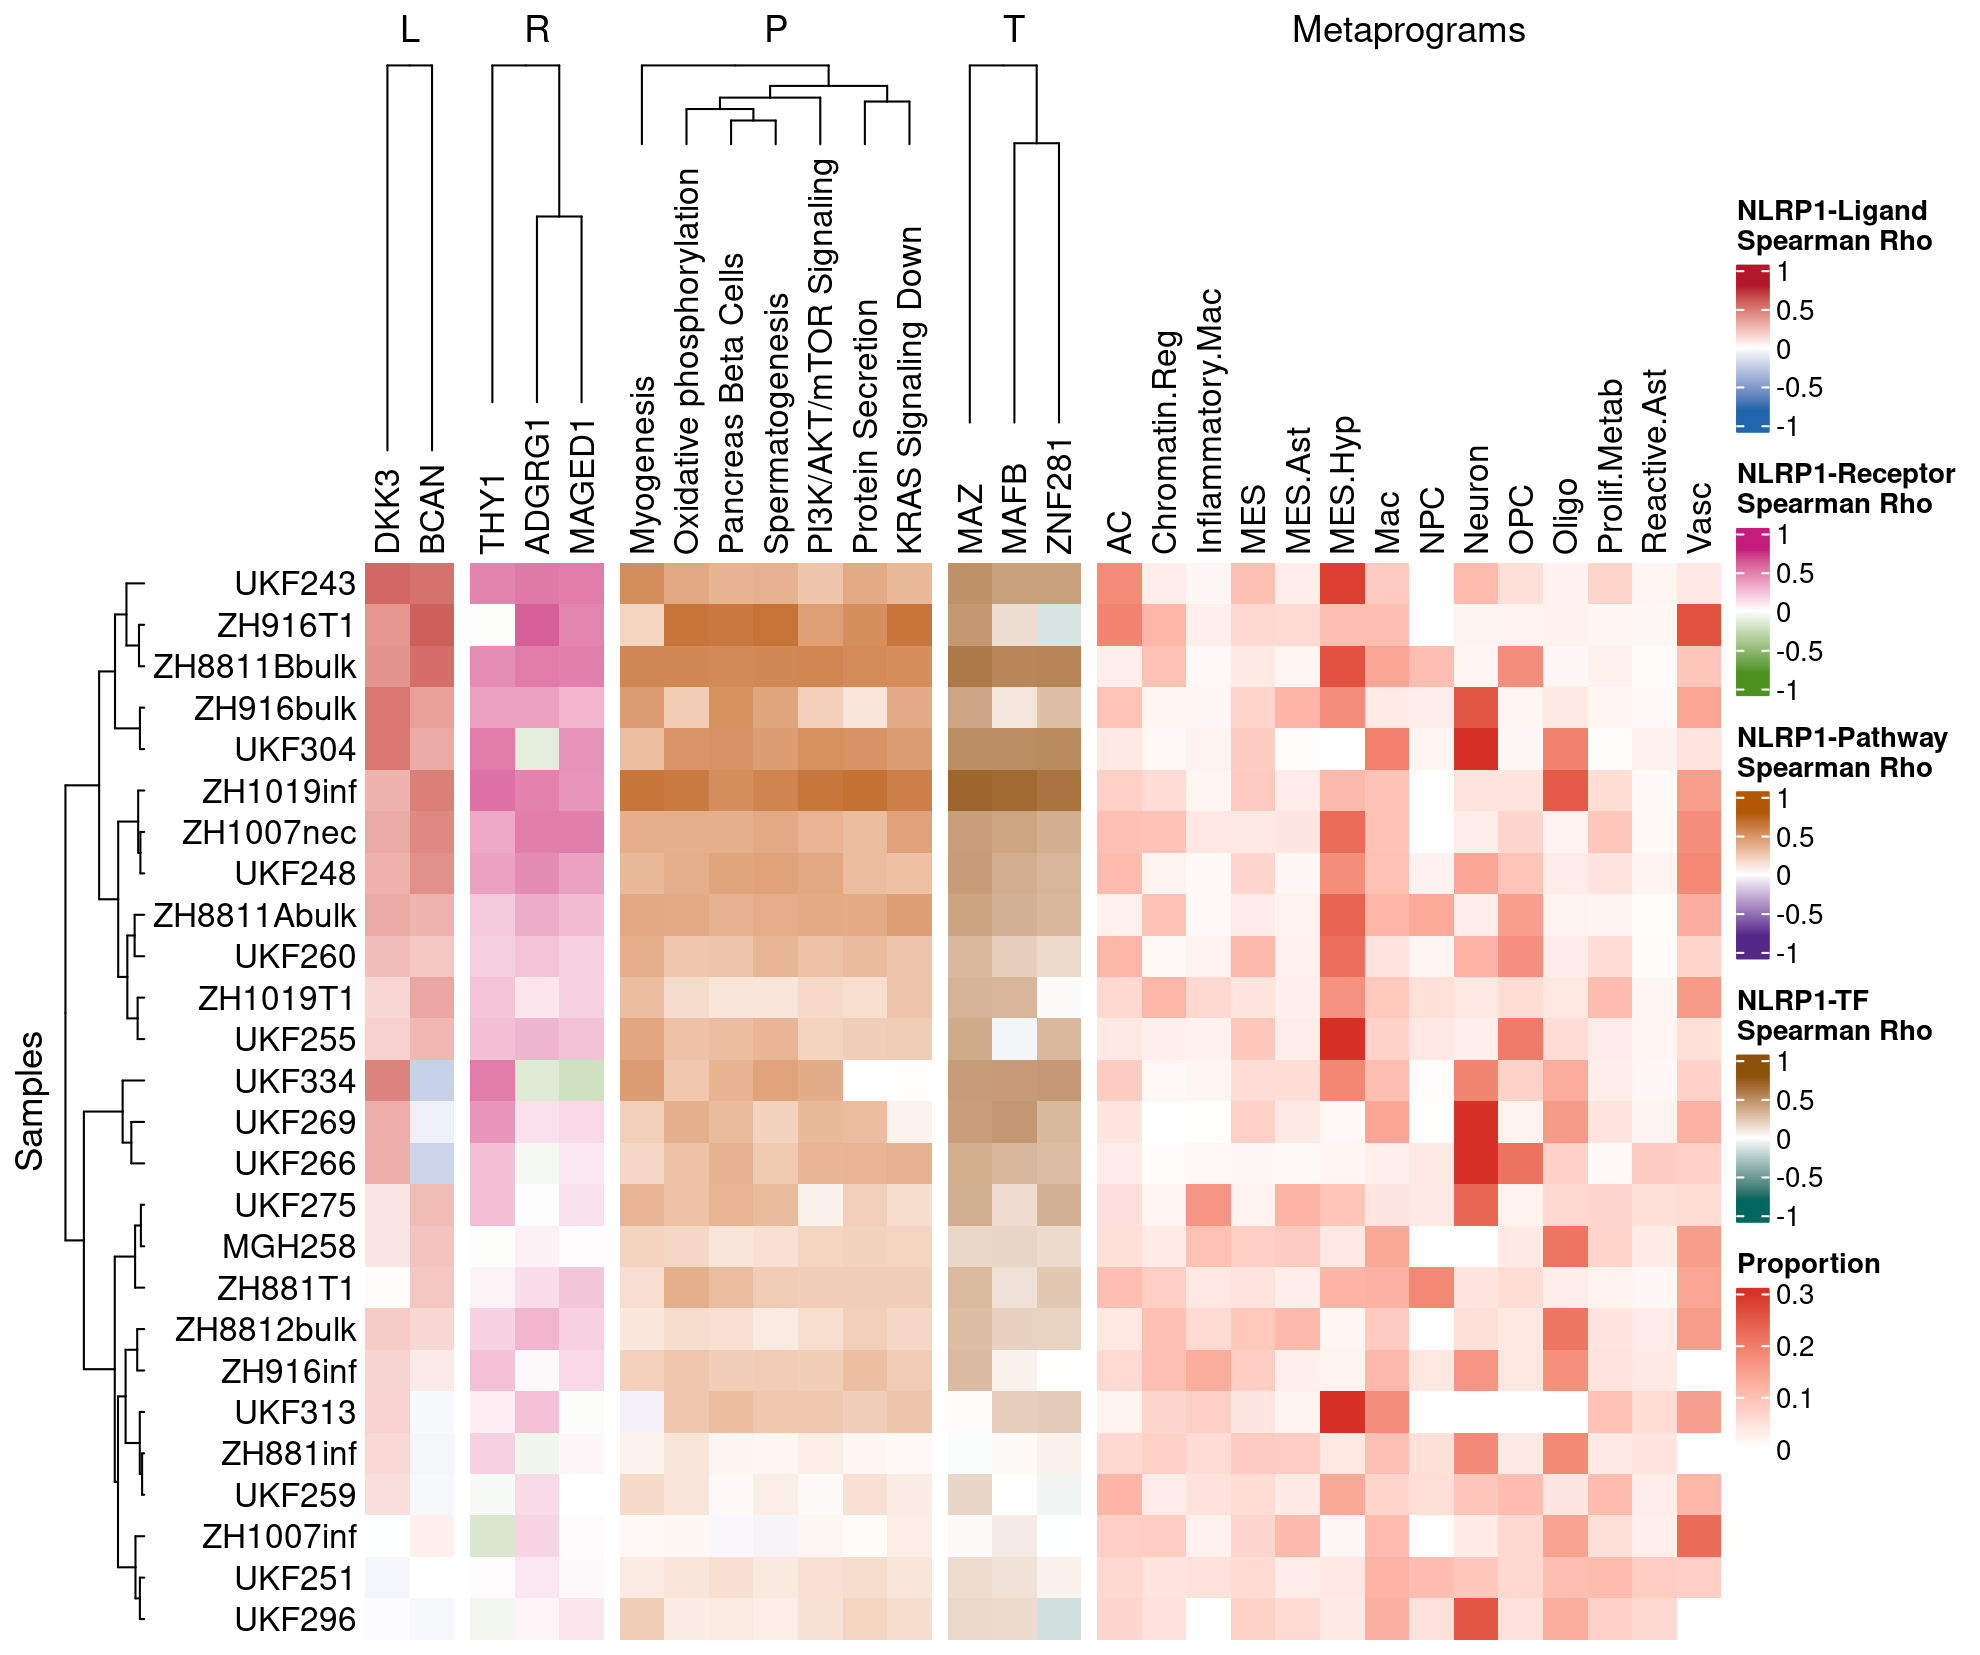 L R P T Metaprograms
DKK3
BCAN
THY1
ADGRG1
MAGED1
Myogenesis
Oxidative phosphorylation
Pancreas Beta Cells
Spermatogenesis
PI3K/AKT/mTOR Signaling
Protein Secretion
KRAS Signaling Down
MAZ
MAFB
ZNF281
AC
Chromatin.Reg
Inflammatory.Mac
MES
MES.Ast
MES.Hyp
Mac
NPC
Neuron
OPC
Oligo
Prolif.Metab
Reactive.Ast
Vasc
Samples
UKF243
ZH916T1
ZH8811Bbulk
ZH916bulk
UKF304
ZH1019inf
ZH1007nec
UKF248
ZH8811Abulk
UKF260
ZH1019T1
UKF255
UKF334
UKF269
UKF266
UKF275
MGH258
ZH881T1
ZH8812bulk
ZH916inf
UKF313
ZH881inf
UKF259
ZH1007inf
UKF251
UKF296
NLRP1-Ligand
Spearman Rho
1
0.5
0
-0.5
-1
NLRP1-Receptor
Spearman Rho
1
0.5
0
-0.5
-1
NLRP1-Pathway
Spearman Rho
1
0.5
0
-0.5
-1
NLRP1-TF
Spearman Rho
1
0.5
0
-0.5
-1
Proportion
0.3
0.2
0.1
0